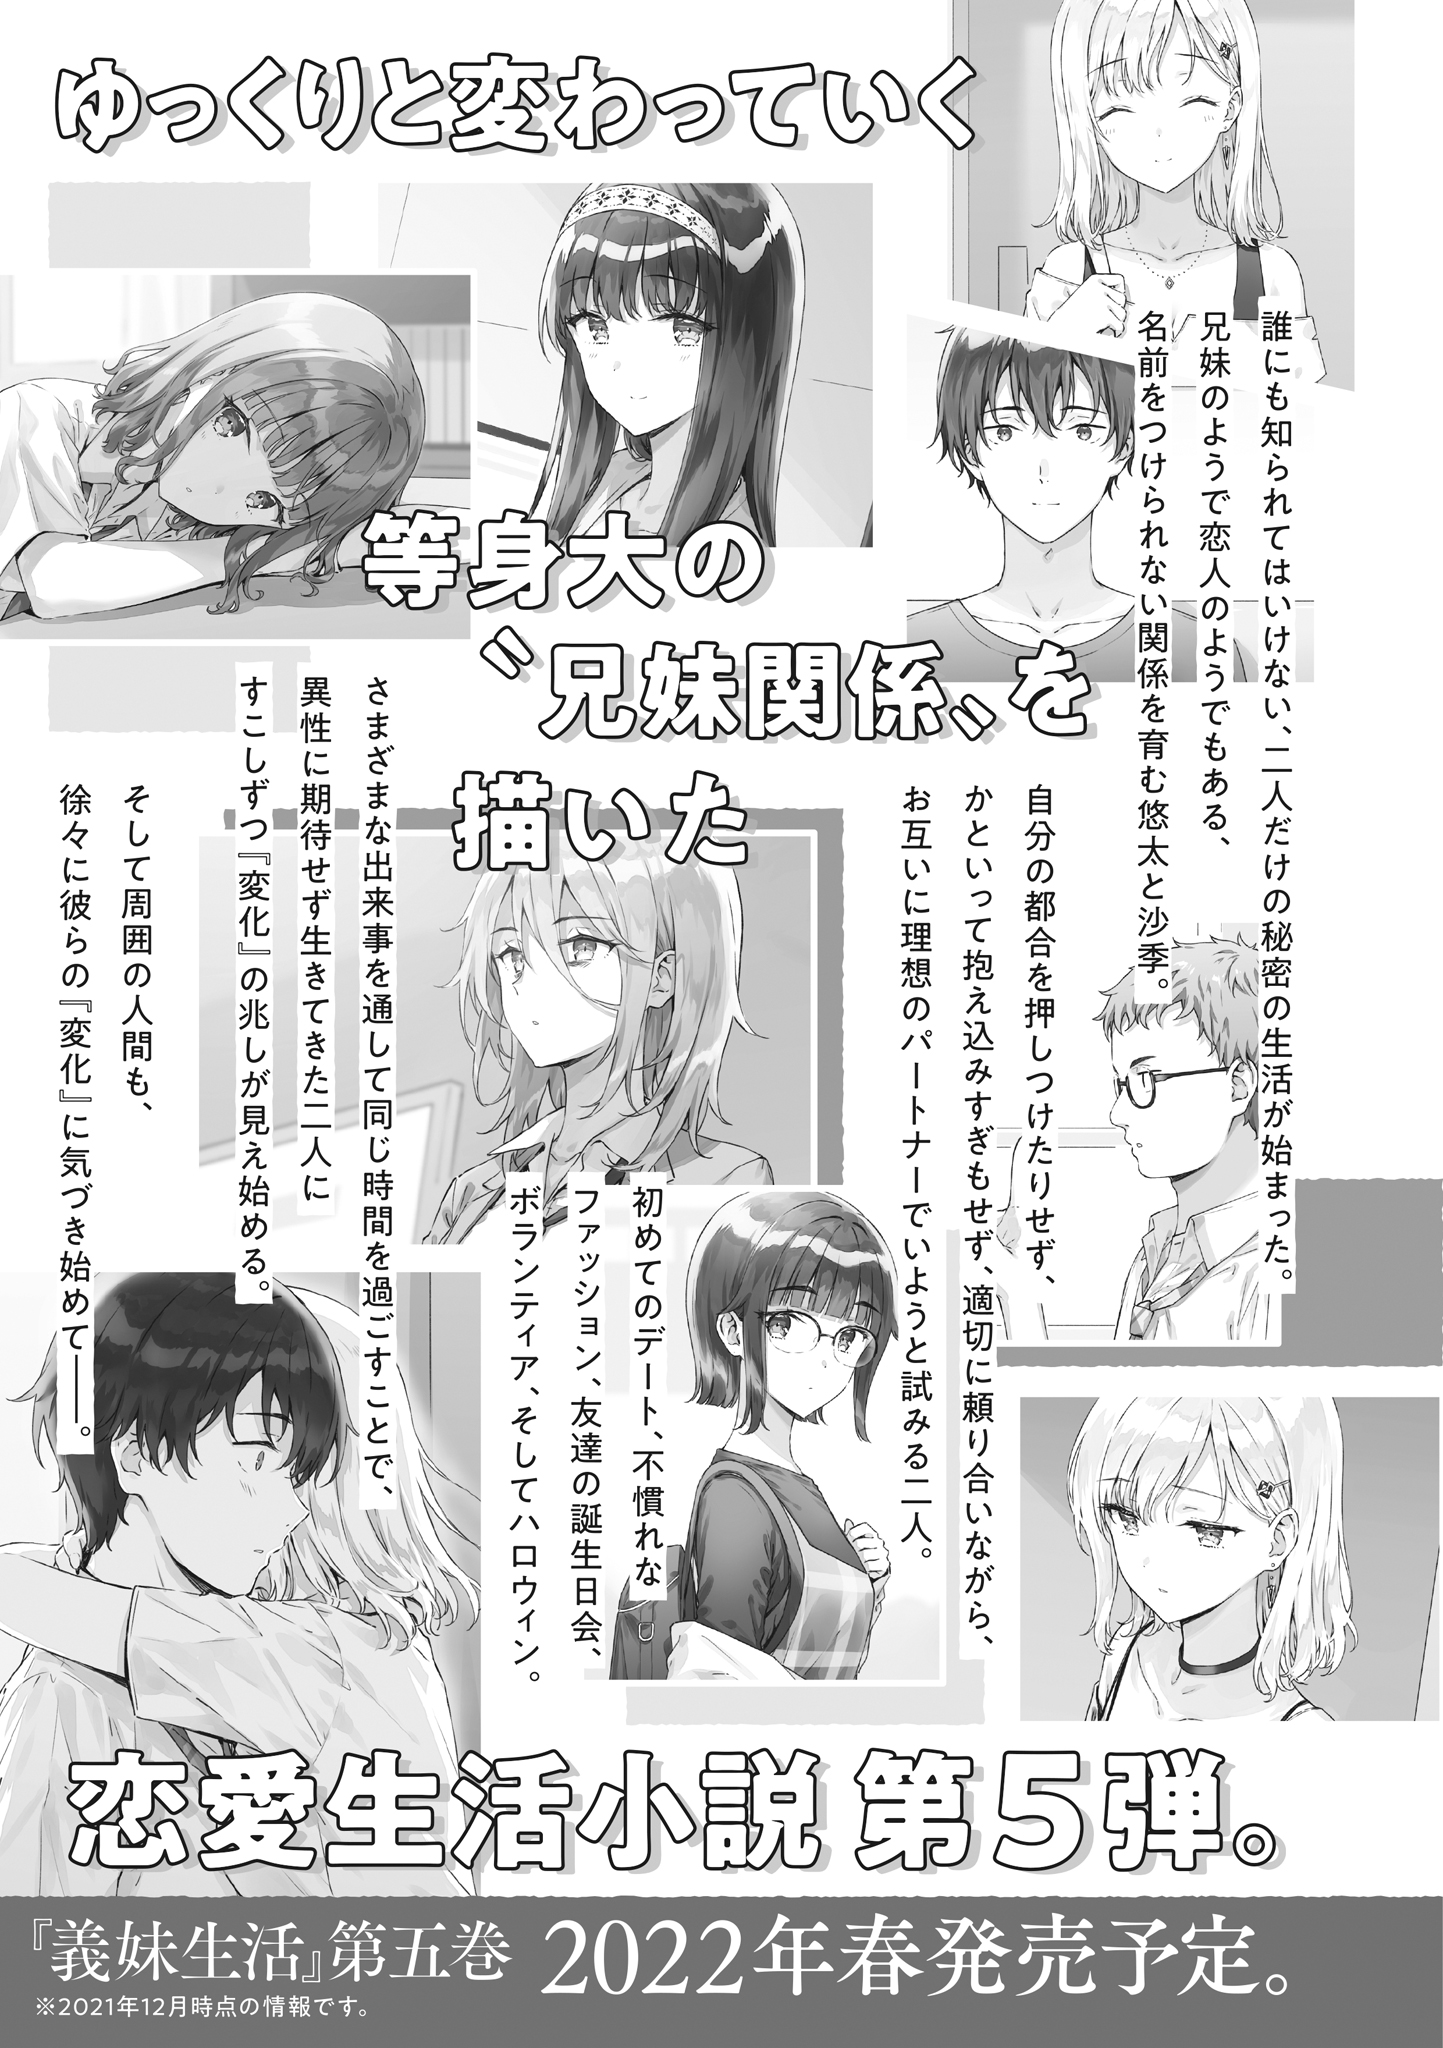 ゆっくりと変わっていく
等身大の
〝兄妹関係〟を
描いた
誰にも知られてはいけない、二人だけの秘密の生活が始まった。
兄妹のようで恋人のようでもある、
名前をつけられない関係を育む悠太と沙季。
自分の都合を押しつけたりせず、
かといって抱え込みすぎもせず、適切に頼り合いながら、
お互いに理想のパートナーでいようと試みる二人。
初めてのデート、不慣れな
ファッション、友達の誕生日会、
ボランティア、そしてハロウィン。
さまざまな出来事を通して同じ時間を過ごすことで、
異性に期待せず生きてきた二人に
すこしずつ『変化』の兆しが見え始める。
そして周囲の人間も、
徐々に彼らの『変化』に気づき始めて――。
恋愛生活小説 第5弾。
『義妹生活』第五巻 2022年春発売予定。
※2021年12月時点の情報です。